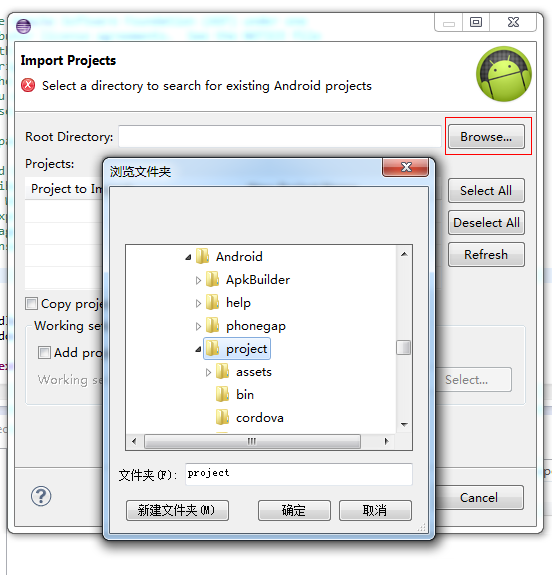 Import Projects
Select a directory to search for existing Android projects
Root Directory:
Browse...
Projects:
浏览文件夹
Project to Im
Select All
Deselect All
Refresh
Android
ApkBuilder
help
phonegap
project
assets
bin
cordova
Copy proje
Working se
Add pro
Working se
Select...
文件夹(F):
project
新建文件夹(M)
确定
取消
Cancel